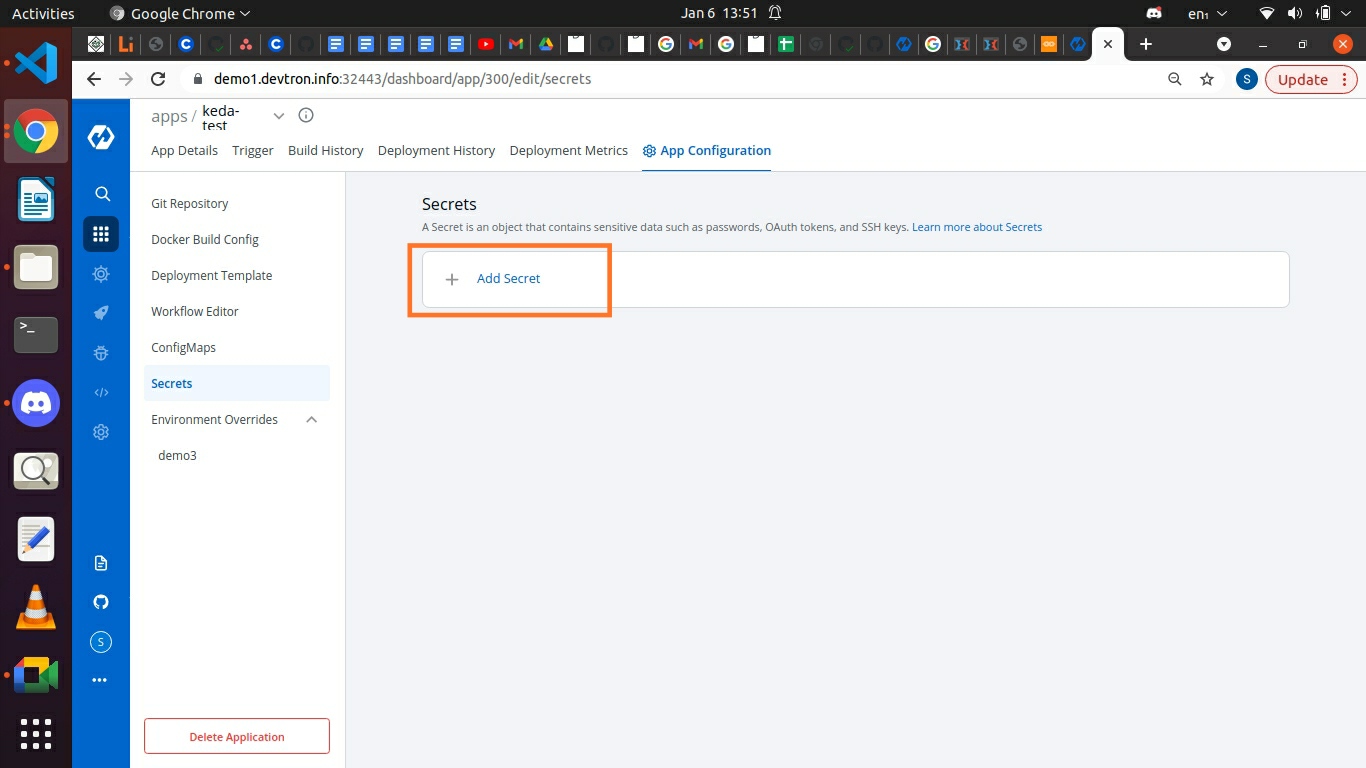 Activities
Google Chrome
Jan 6 13:51
en₁
Li
demo1.devtron.info:32443/dashboard/app/300/edit/secrets
S
Update
apps / keda-
test
App Details
Trigger
Build History
Deployment History
Deployment Metrics
App Configuration
Git Repository
Docker Build Config
Deployment Template
Workflow Editor
ConfigMaps
Secrets
Environment Overrides
demo3
Delete Application
Secrets
A Secret is an object that contains sensitive data such as passwords, OAuth tokens, and SSH keys. Learn more about Secrets
+ Add Secret
S